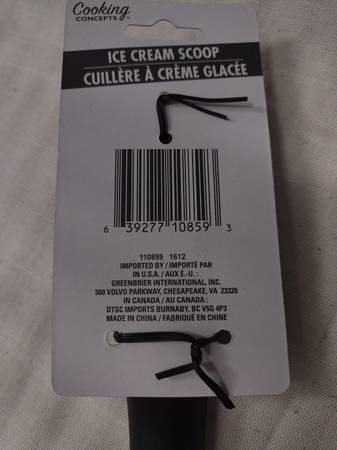 Cooking
CONCEPTS™
ICE CREAM SCOOP
CUILLÈRE À CRÈME GLACÉE
6 39277 10859 3
110859 1612
IMPORTED BY / IMPORTÉ PAR
IN U.S.A. / AUX É.-U. :
GREENBRIER INTERNATIONAL, INC.
500 VOLVO PARKWAY, CHESAPEAKE, VA 23320
IN CANADA / AU CANADA :
DTSC IMPORTS BURNABY, BC V5G 4P3
MADE IN CHINA / FABRIQUÉ EN CHINE